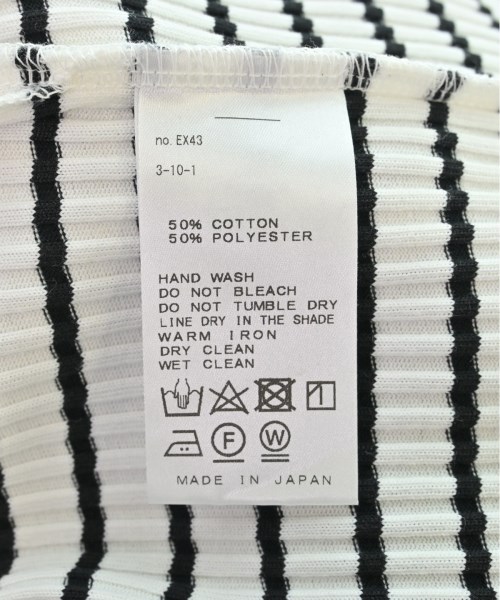 no. EX43
3-10-1
50% COTTON
50% POLYESTER
HAND WASH
DO NOT BLEACH
DO NOT TUMBLE DRY
LINE DRY IN THE SHADE
WARM IRON
DRY CLEAN
WET CLEAN
F W
MADE IN JAPAN